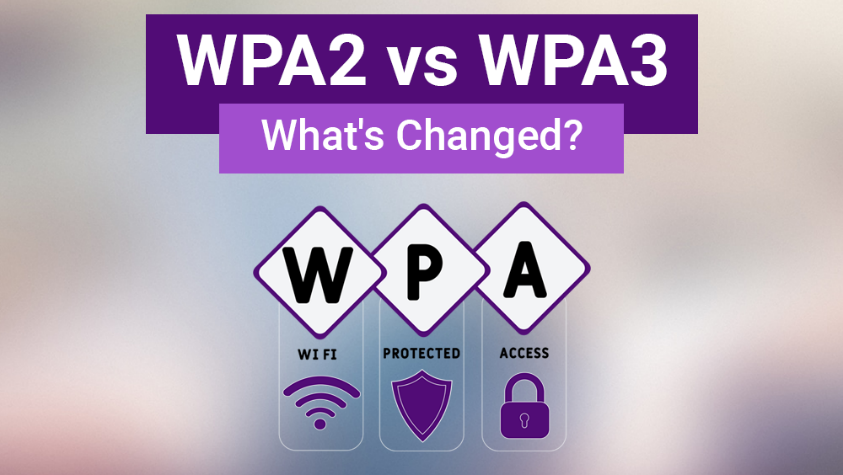 WPA2 vs WPA3
What's Changed?
W P A
WI FI PROTECTED ACCESS